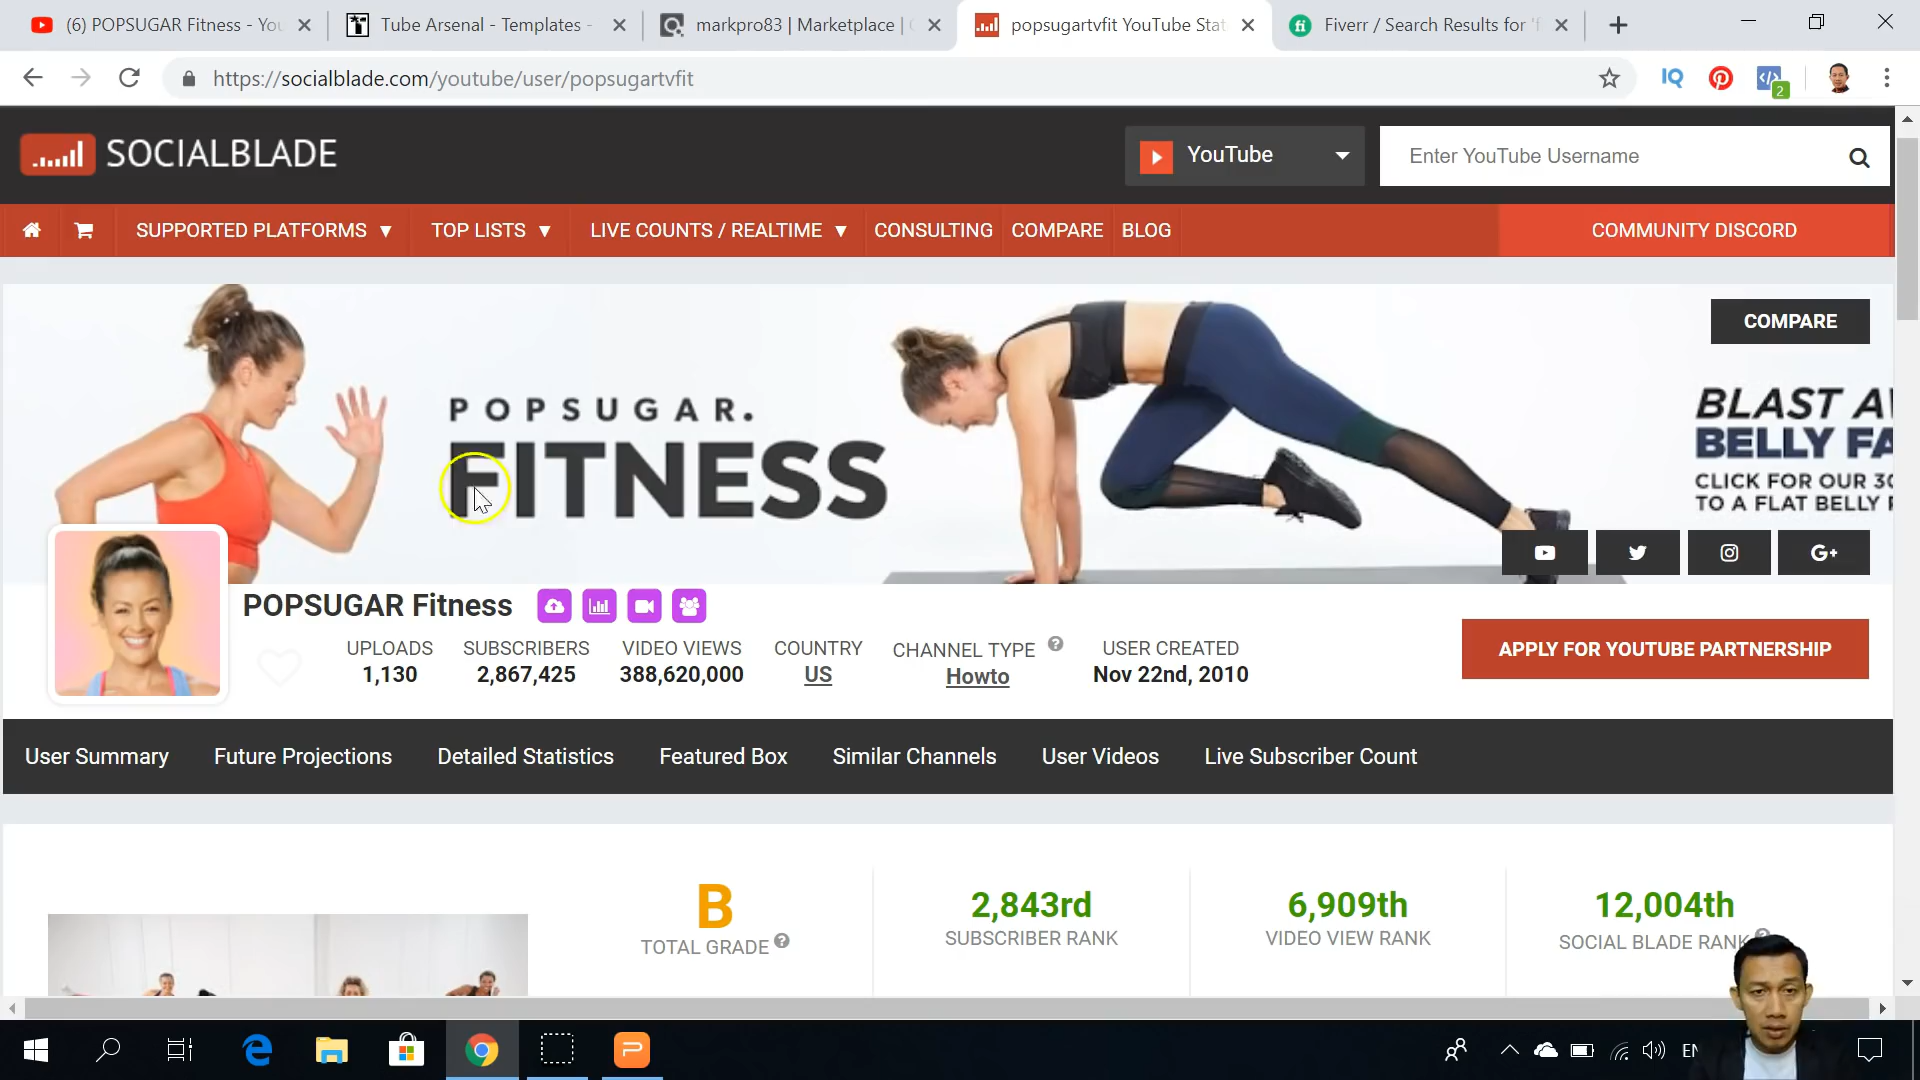 (6) POPSUGAR Fitness - You
Tube Arsenal - Templates -
markpro83 | Marketplace |
popsugartvfit YouTube Stat
Fiverr / Search Results for 'fi
https://socialblade.com/youtube/user/popsugartvfit
IQ
2
SOCIALBLADE
YouTube
Enter YouTube Username
SUPPORTED PLATFORMS
TOP LISTS
LIVE COUNTS / REALTIME
CONSULTING
COMPARE
BLOG
COMMUNITY DISCORD
COMPARE
POPSUGAR.
FITNESS
BLAST A
BELLY FA
CLICK FOR OUR 30
TO A FLAT BELLY
G+
POPSUGAR Fitness
UPLOADS
1,130
SUBSCRIBERS
2,867,425
VIDEO VIEWS
388,620,000
COUNTRY
US
CHANNEL TYPE ?
Howto
USER CREATED
Nov 22nd, 2010
APPLY FOR YOUTUBE PARTNERSHIP
User Summary
Future Projections
Detailed Statistics
Featured Box
Similar Channels
User Videos
Live Subscriber Count
B
TOTAL GRADE ?
2,843rd
SUBSCRIBER RANK
6,909th
VIDEO VIEW RANK
12,004th
SOCIAL BLADE RANK